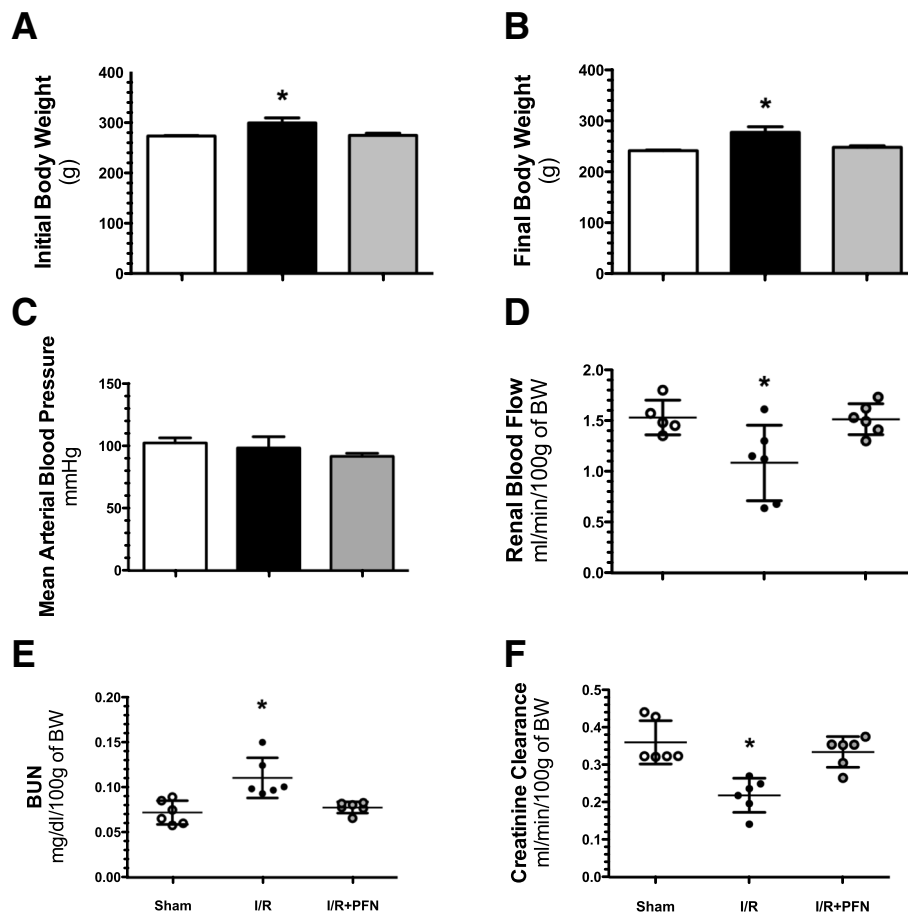 A
Initial Body Weight
(g)
400
300
200
100
0
*
B
Final Body Weight
(g)
400
300
200
100
0
*
C
Mean Arterial Blood Pressure
mmHg
150
100
50
0
D
Renal Blood Flow
ml/min/100g of BW
2.0
1.5
1.0
0.5
0.0
*
E
BUN
mg/dl/100g of BW
0.20
0.15
0.10
0.05
0.00
*
Sham I/R I/R+PFN
F
Creatinine Clearance
ml/min/100g of BW
0.5
0.4
0.3
0.2
0.1
0.0
*
Sham I/R I/R+PFN